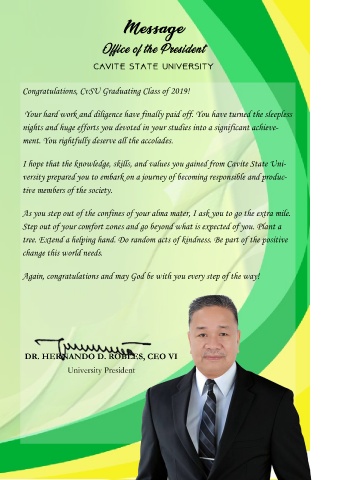 Message
Office of the President
CAVITE STATE UNIVERSITY
Congratulations, CvSU Graduating Class of 2019!
Your hard work and diligence have finally paid off. You have turned the sleepless
nights and huge efforts you devoted in your studies into a significant achieve-
ment. You rightfully deserve all the accolades.
I hope that the knowledge, skills, and values you gained from Cavite State Uni-
versity prepared you to embark on a journey of becoming responsible and produc-
tive members of the society.
As you step out of the confines of your alma mater, I ask you to go the extra mile.
Step out of your comfort zones and go beyond what is expected of you. Plant a
tree. Extend a helping hand. Do random acts of kindness. Be part of the positive
change this world needs.
Again, congratulations and may God be with you every step of the way!
DR. HERNANDO D. ROBLES, CEO VI
University President